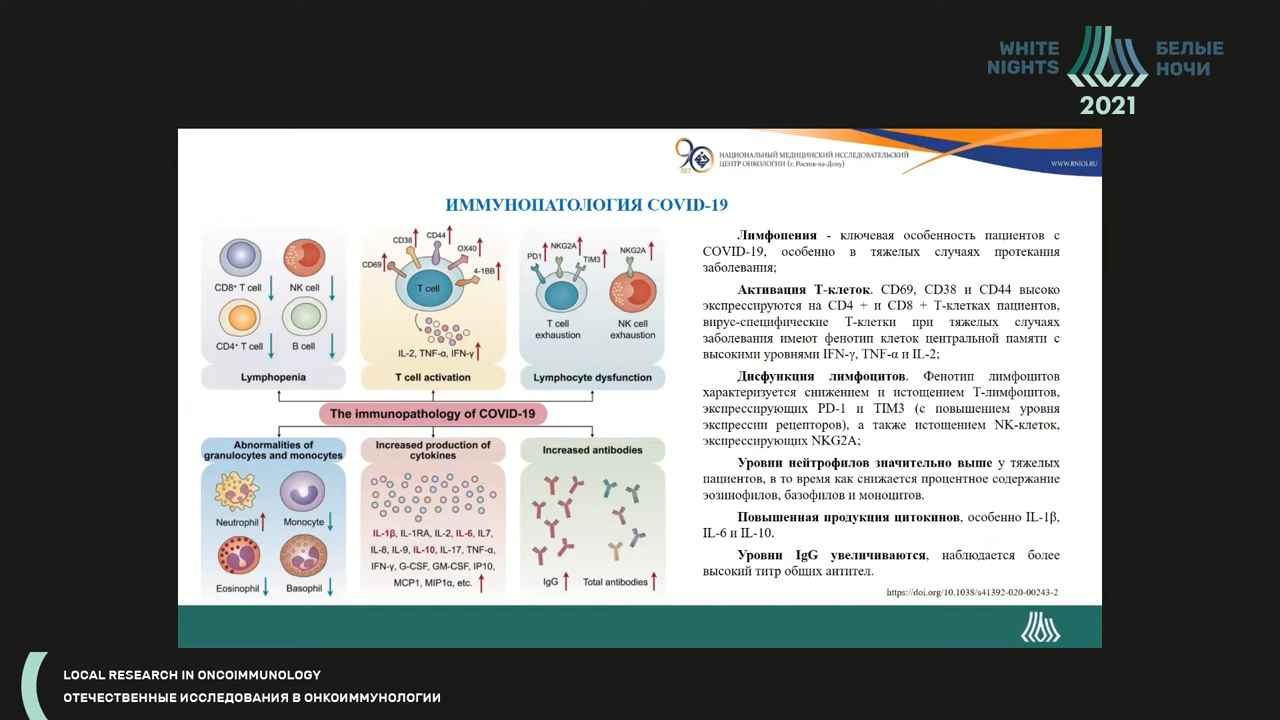 WHITE
NIGHTS
БЕЛЫЕ
НОЧИ
2021
90
ЛЕТ
НАЦИОНАЛЬНЫЙ МЕДИЦИНСКИЙ ИССЛЕДОВАТЕЛЬСКИЙ
ЦЕНТР ОНКОЛОГИИ (г. Ростов-на-Дону)
WWW.RNIOI.RU
ИММУНОПАТОЛОГИЯ COVID-19
CD8⁺ T cell
NK cell
CD4⁺ T cell
B cell
Lymphopenia
CD69
CD38
CD44
OX40
4-1BB
T cell
IL-2, TNF-α, IFN-γ
T cell activation
PD1
NKG2A
TIM3
NKG2A
T cell
exhaustion
NK cell
exhaustion
Lymphocyte dysfunction
The immunopathology of COVID-19
Abnormalities of
granulocytes and monocytes
Neutrophil
Monocyte
Eosinophil
Basophil
Increased production of
cytokines
IL-1β, IL-1RA, IL-2, IL-6, IL7,
IL-8, IL-9, IL-10, IL-17, TNF-α,
IFN-γ, G-CSF, GM-CSF, IP10,
MCP1, MIP1α, etc.
Increased antibodies
IgG
Total antibodies
Лимфопения - ключевая особенность пациентов с
COVID-19, особенно в тяжелых случаях протекания
заболевания;
Активация Т-клеток. CD69, CD38 и CD44 высоко
экспрессируются на CD4 + и CD8 + Т-клетках пациентов,
вирус-специфические Т-клетки при тяжелых случаях
заболевания имеют фенотип клеток центральной памяти с
высокими уровнями IFN-γ, TNF-α и IL-2;
Дисфункция лимфоцитов. Фенотип лимфоцитов
характеризуется снижением и истощением Т-лимфоцитов,
экспрессирующих PD-1 и TIM3 (с повышением уровня
экспрессии рецепторов), а также истощением NK-клеток,
экспрессирующих NKG2A;
Уровни нейтрофилов значительно выше у тяжелых
пациентов, в то время как снижается процентное содержание
эозинофилов, базофилов и моноцитов.
Повышенная продукция цитокинов, особенно IL-1β,
IL-6 и IL-10.
Уровни IgG увеличиваются, наблюдается более
высокий титр общих антител.
https://doi.org/10.1038/s41392-020-00243-2
LOCAL RESEARCH IN ONCOIMMUNOLOGY
ОТЕЧЕСТВЕННЫЕ ИССЛЕДОВАНИЯ В ОНКОИММУНОЛОГИИ